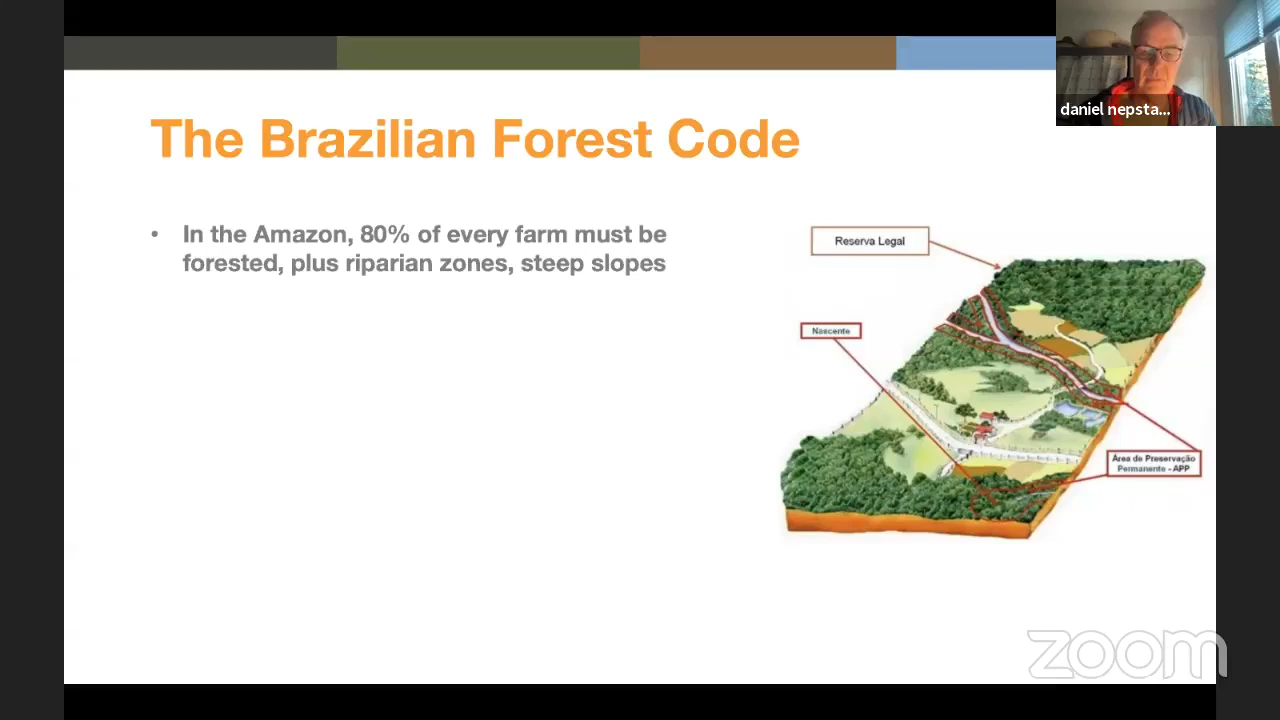 daniel nepsta...
The Brazilian Forest Code
• In the Amazon, 80% of every farm must be
forested, plus riparian zones, steep slopes
Reserva Legal
Nascente
Área de Preservação
Permanente - APP
zoom